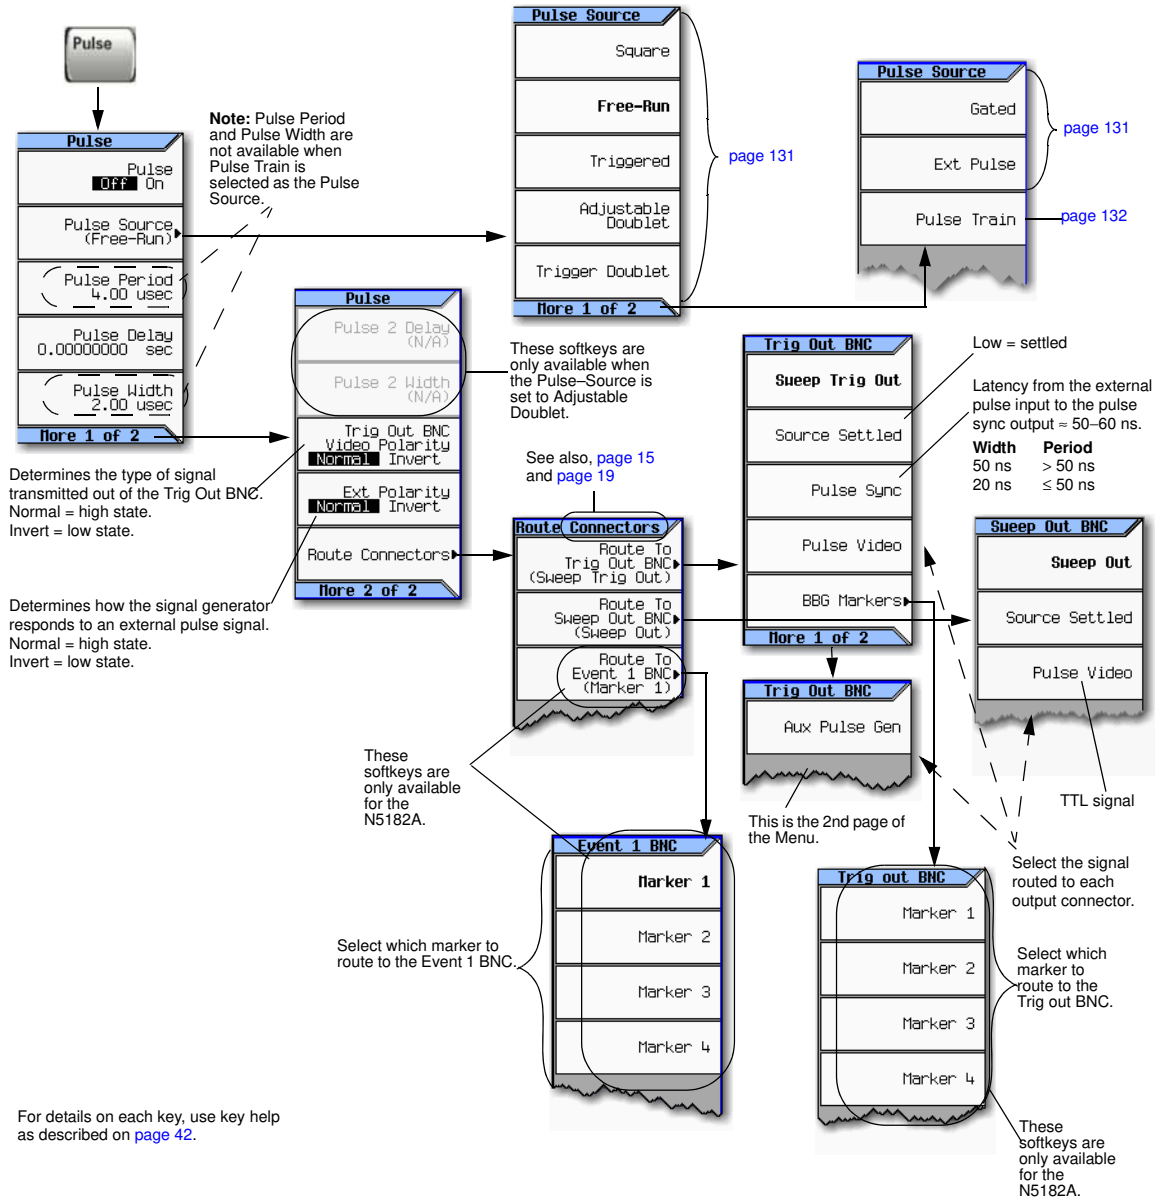 Pulse
Pulse
Pulse
Off On
Pulse Source
(Free-Run)
Pulse Period
4.00 usec
Pulse Delay
0.00000000 sec
Pulse Width
2.00 usec
More 1 of 2
Note: Pulse Period
and Pulse Width are
not available when
Pulse Train is
selected as the Pulse
Source.
Pulse Source
Square
Free-Run
Triggered
Adjustable
Doublet
Trigger Doublet
More 1 of 2
page 131
Pulse Source
Gated
Ext Pulse
Pulse Train
page 131
page 132
Pulse
Pulse 2 Delay
(N/A)
Pulse 2 Width
(N/A)
Trig Out BNC
Video Polarity
Normal Invert
Ext Polarity
Normal Invert
Route Connectors
More 2 of 2
These softkeys are
only available when
the Pulse–Source is
set to Adjustable
Doublet.
Determines the type of signal
transmitted out of the Trig Out BNC.
Normal = high state.
Invert = low state.
Determines how the signal generator
responds to an external pulse signal.
Normal = high state.
Invert = low state.
See also, page 15
and page 19
Route Connectors
Route To
Trig Out BNC
(Sweep Trig Out)
Route To
Sweep Out BNC
(Sweep Out)
Route To
Event 1 BNC
(Marker 1)
Trig Out BNC
Sweep Trig Out
Source Settled
Pulse Sync
Pulse Video
BBG Markers
More 1 of 2
Low = settled
Latency from the external
pulse input to the pulse
sync output ≈ 50–60 ns.
Width Period
50 ns > 50 ns
20 ns ≤ 50 ns
Sweep Out BNC
Sweep Out
Source Settled
Pulse Video
TTL signal
Trig Out BNC
Aux Pulse Gen
This is the 2nd page of
the Menu.
Select the signal
routed to each
output connector.
These
softkeys are
only available
for the
N5182A.
Event 1 BNC
Marker 1
Marker 2
Marker 3
Marker 4
Select which marker to
route to the Event 1 BNC.
Trig out BNC
Marker 1
Marker 2
Marker 3
Marker 4
Select which
marker to
route to the
Trig out BNC.
These
softkeys are
only available
for the
N5182A.
For details on each key, use key help
as described on page 42.